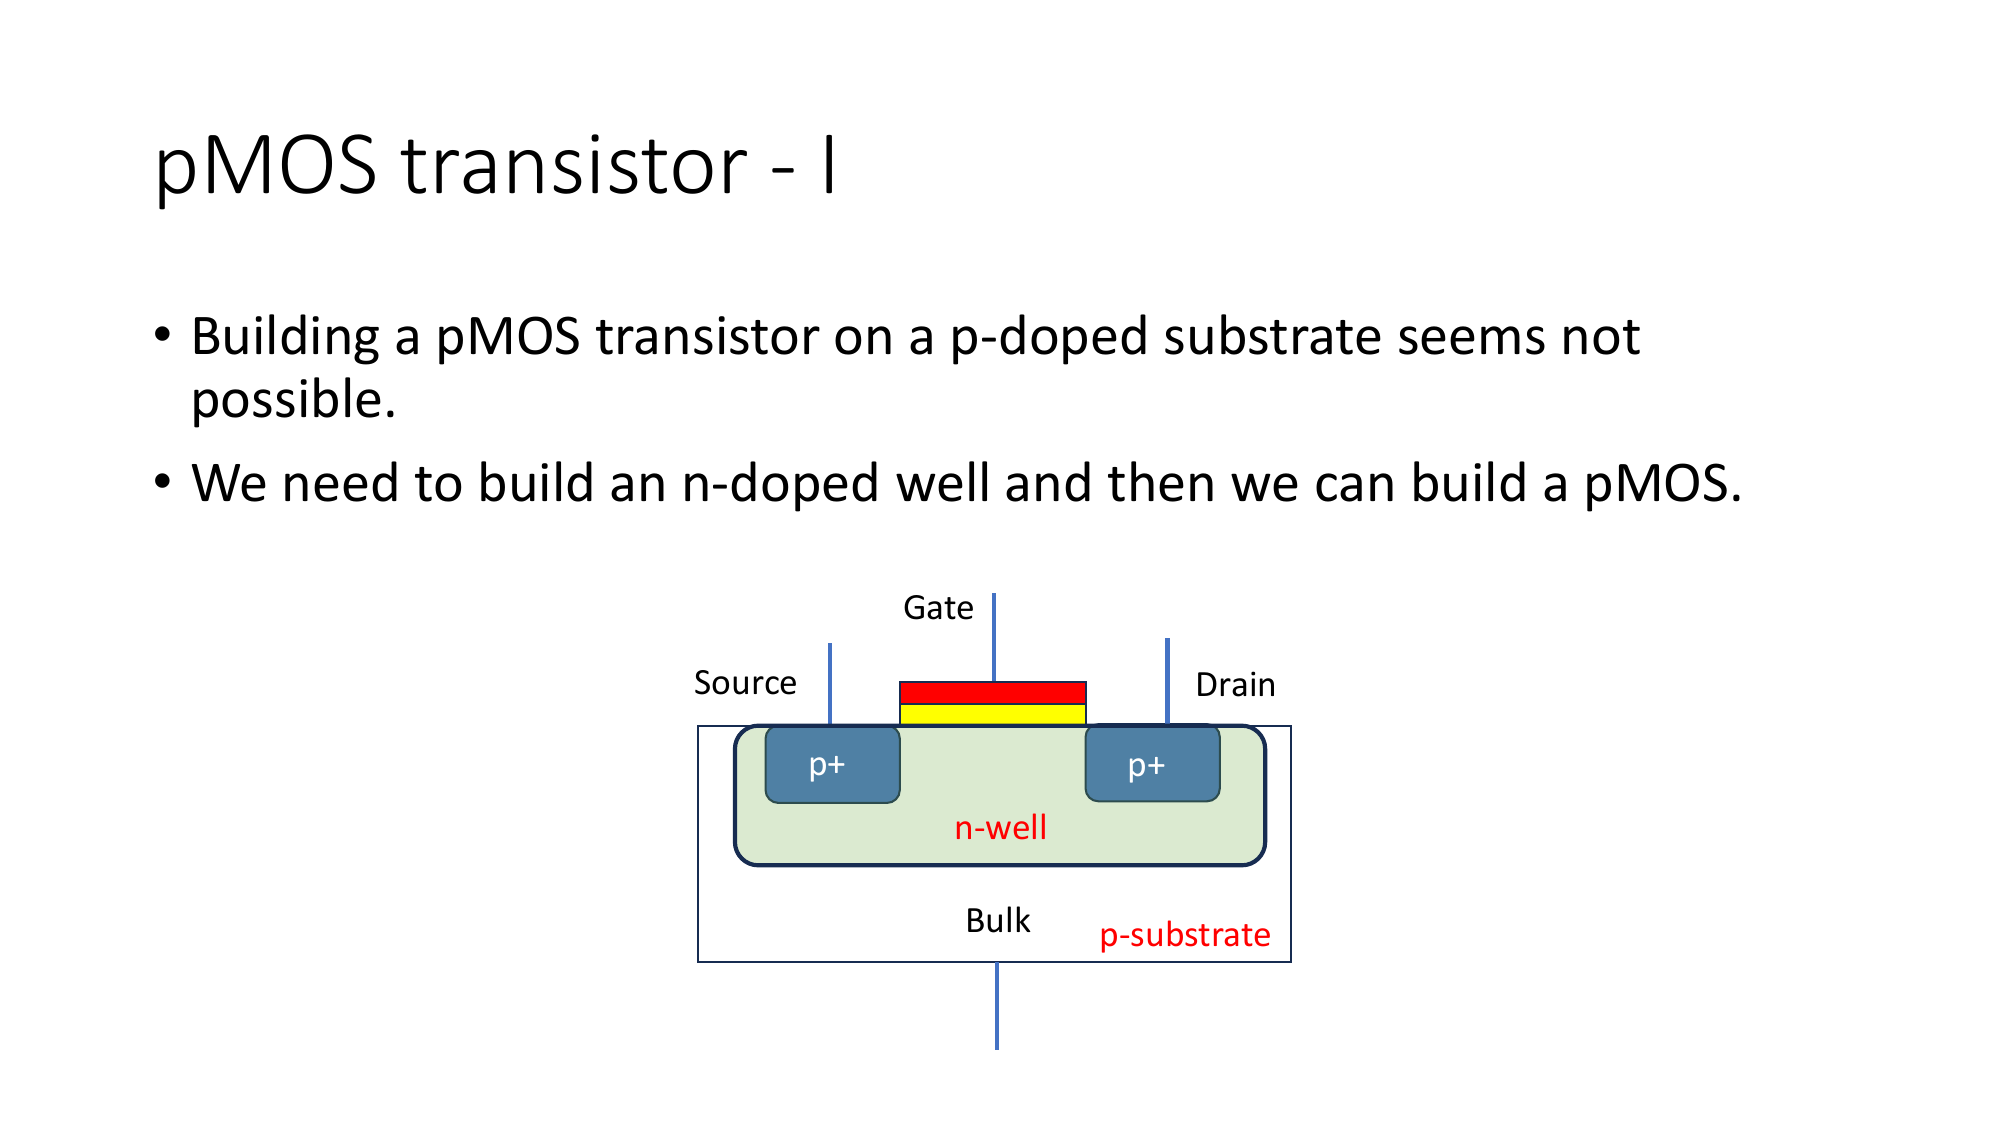 pMOS transistor - I
• Building a pMOS transistor on a p-doped substrate seems not
possible.
• We need to build an n-doped well and then we can build a pMOS.
Gate
Source
Drain
p+
p+
n-well
Bulk
p-substrate